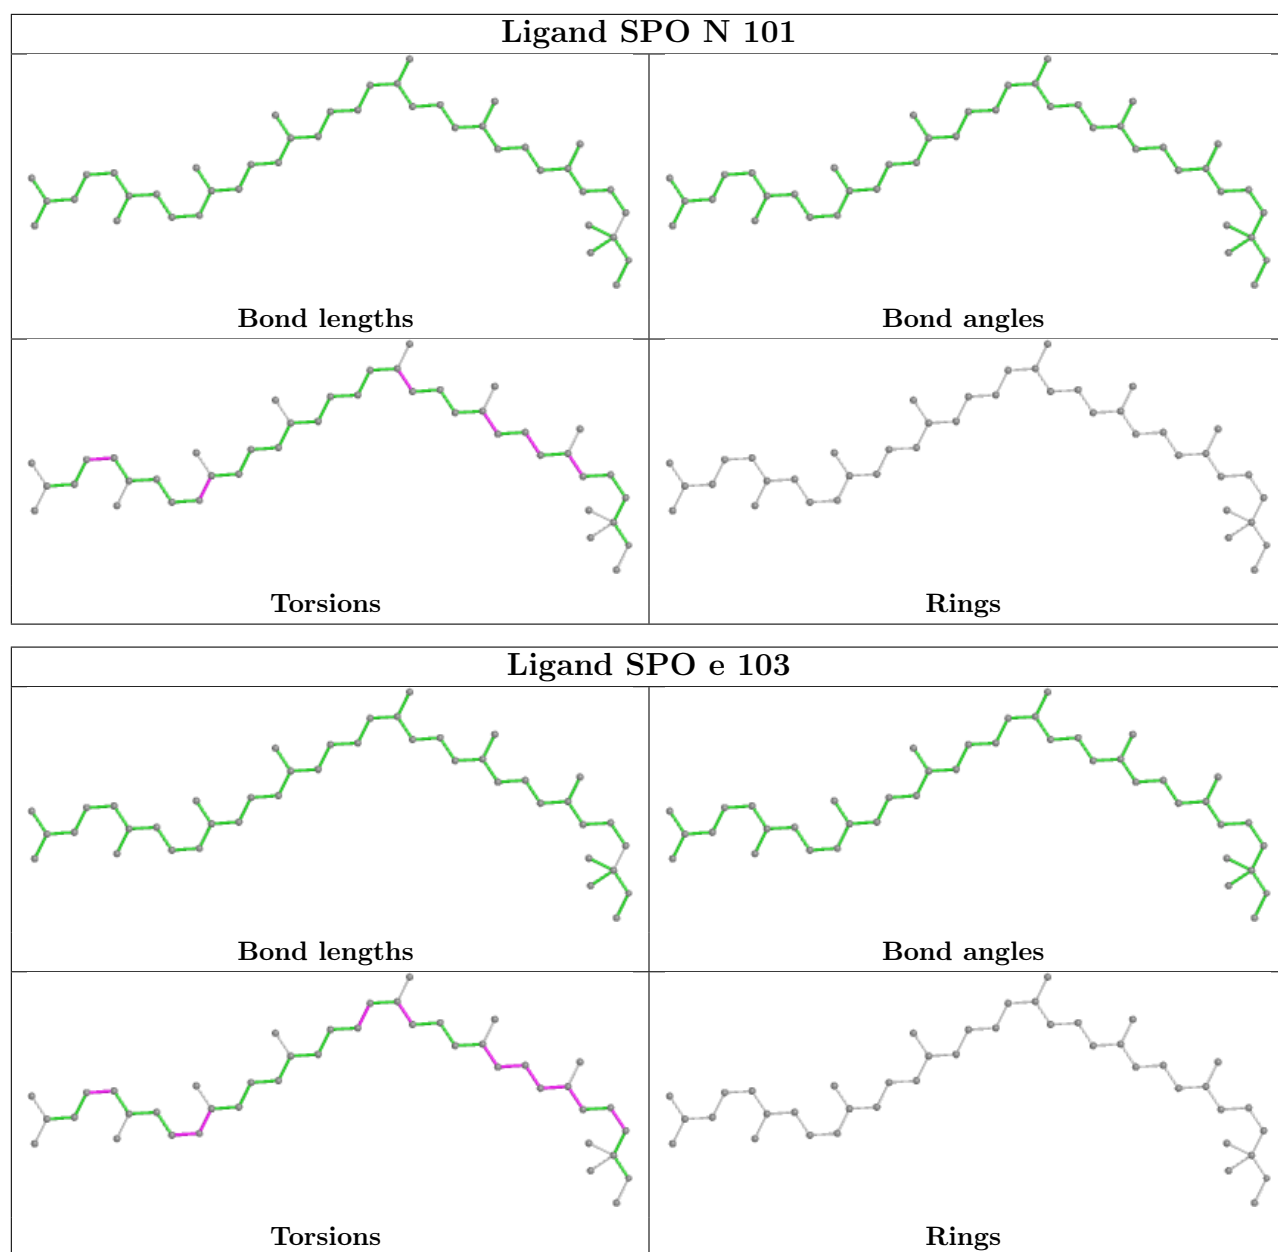 Ligand SPO N 101
Bond lengths
Bond angles
Torsions
Rings
Ligand SPO e 103
Bond lengths
Bond angles
Torsions
Rings